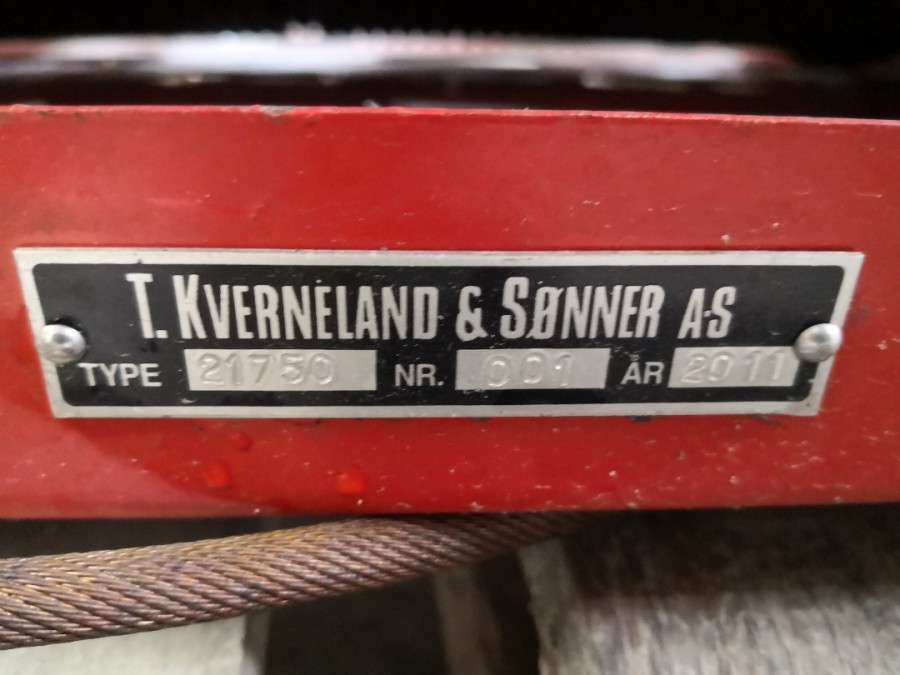 T. KVERNELAND & SØNNER A-S
TYPE 21750 NR. 001 ÅR 2011